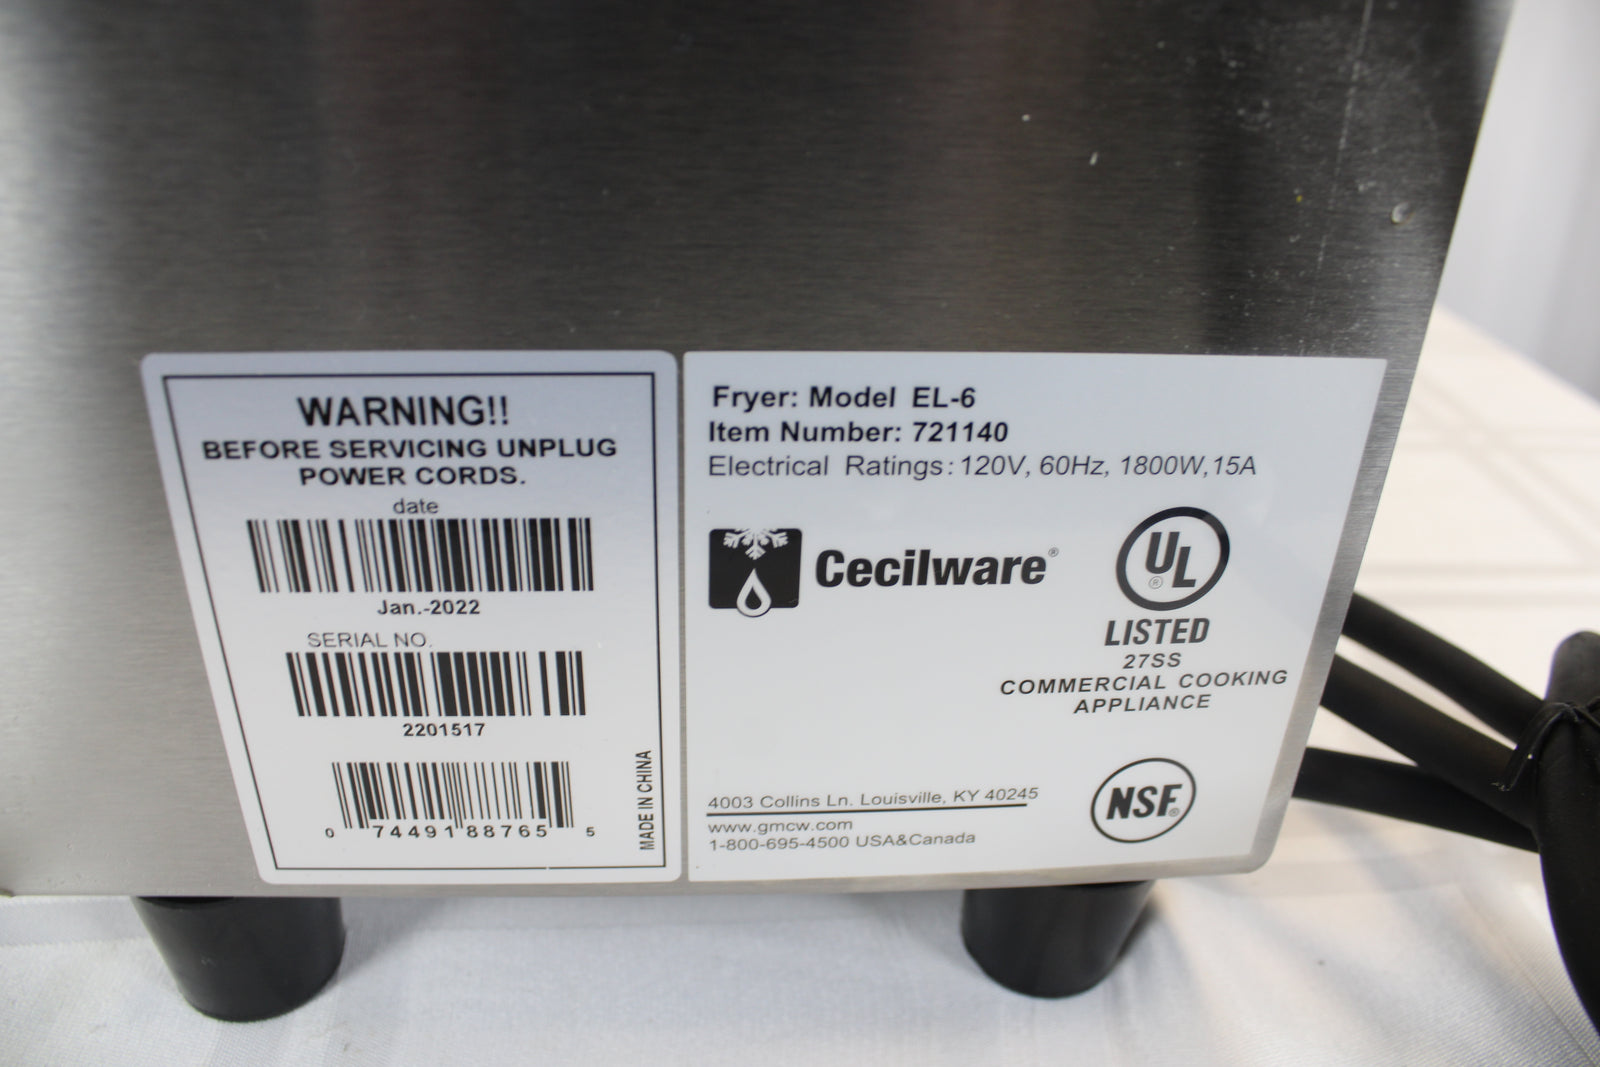 WARNING!!
BEFORE SERVICING UNPLUG
POWER CORDS.
date
Jan.-2022
SERIAL NO.
2201517
0 74491 88765 5
MADE IN CHINA
Fryer: Model EL-6
Item Number: 721140
Electrical Ratings: 120V, 60Hz, 1800W, 15A
Cecilware®
UL®
LISTED
27SS
COMMERCIAL COOKING
APPLIANCE
4003 Collins Ln. Louisville, KY 40245
www.gmcw.com
1-800-695-4500 USA&Canada
NSF®